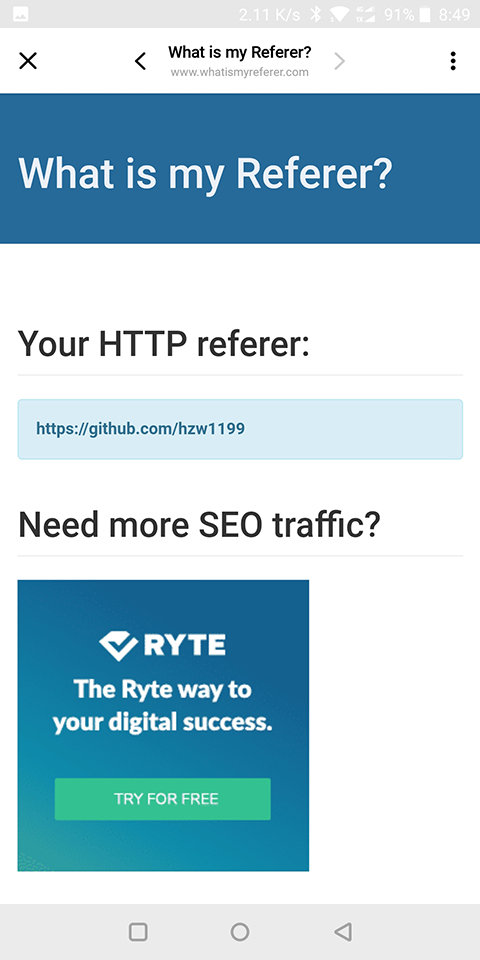 2.11 K/s 91% 8:49
What is my Referer?
www.whatismyreferer.com
What is my Referer?
Your HTTP referer:
https://github.com/hzw1199
Need more SEO traffic?
RYTE
The Ryte way to
your digital success.
TRY FOR FREE